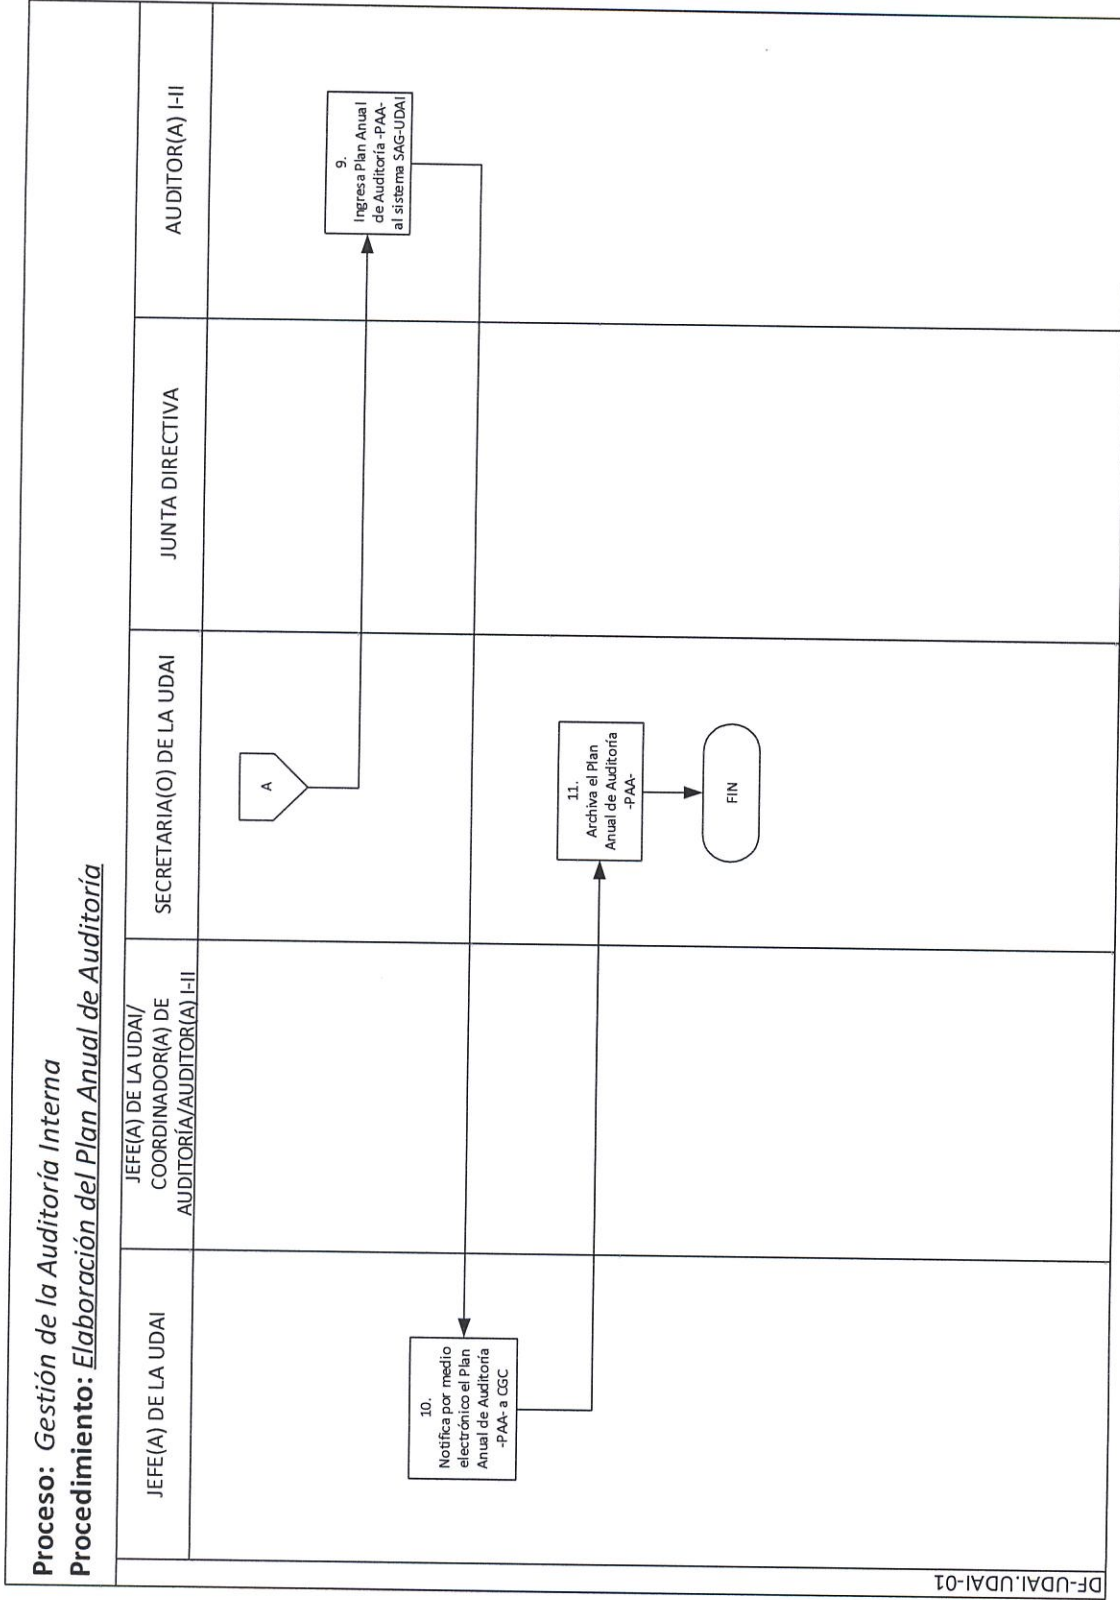 Proceso: Gestión de la Auditoría Interna
Procedimiento: Elaboración del Plan Anual de Auditoría
JEFE(A) DE LA UDAI
JEFE(A) DE LA UDAI/
COORDINADOR(A) DE
AUDITORÍA/AUDITOR(A) I-II
SECRETARIA(O) DE LA UDAI
JUNTA DIRECTIVA
AUDITOR(A) I-II
A
9.
Ingresa Plan Anual
de Auditoría -PAA-
al sistema SAG-UDAI
10.
Notifica por medio
electrónico el Plan
Anual de Auditoría
-PAA- a CGC
11.
Archiva el Plan
Anual de Auditoría
-PAA-
FIN
DF-UDAI.UDAI-01